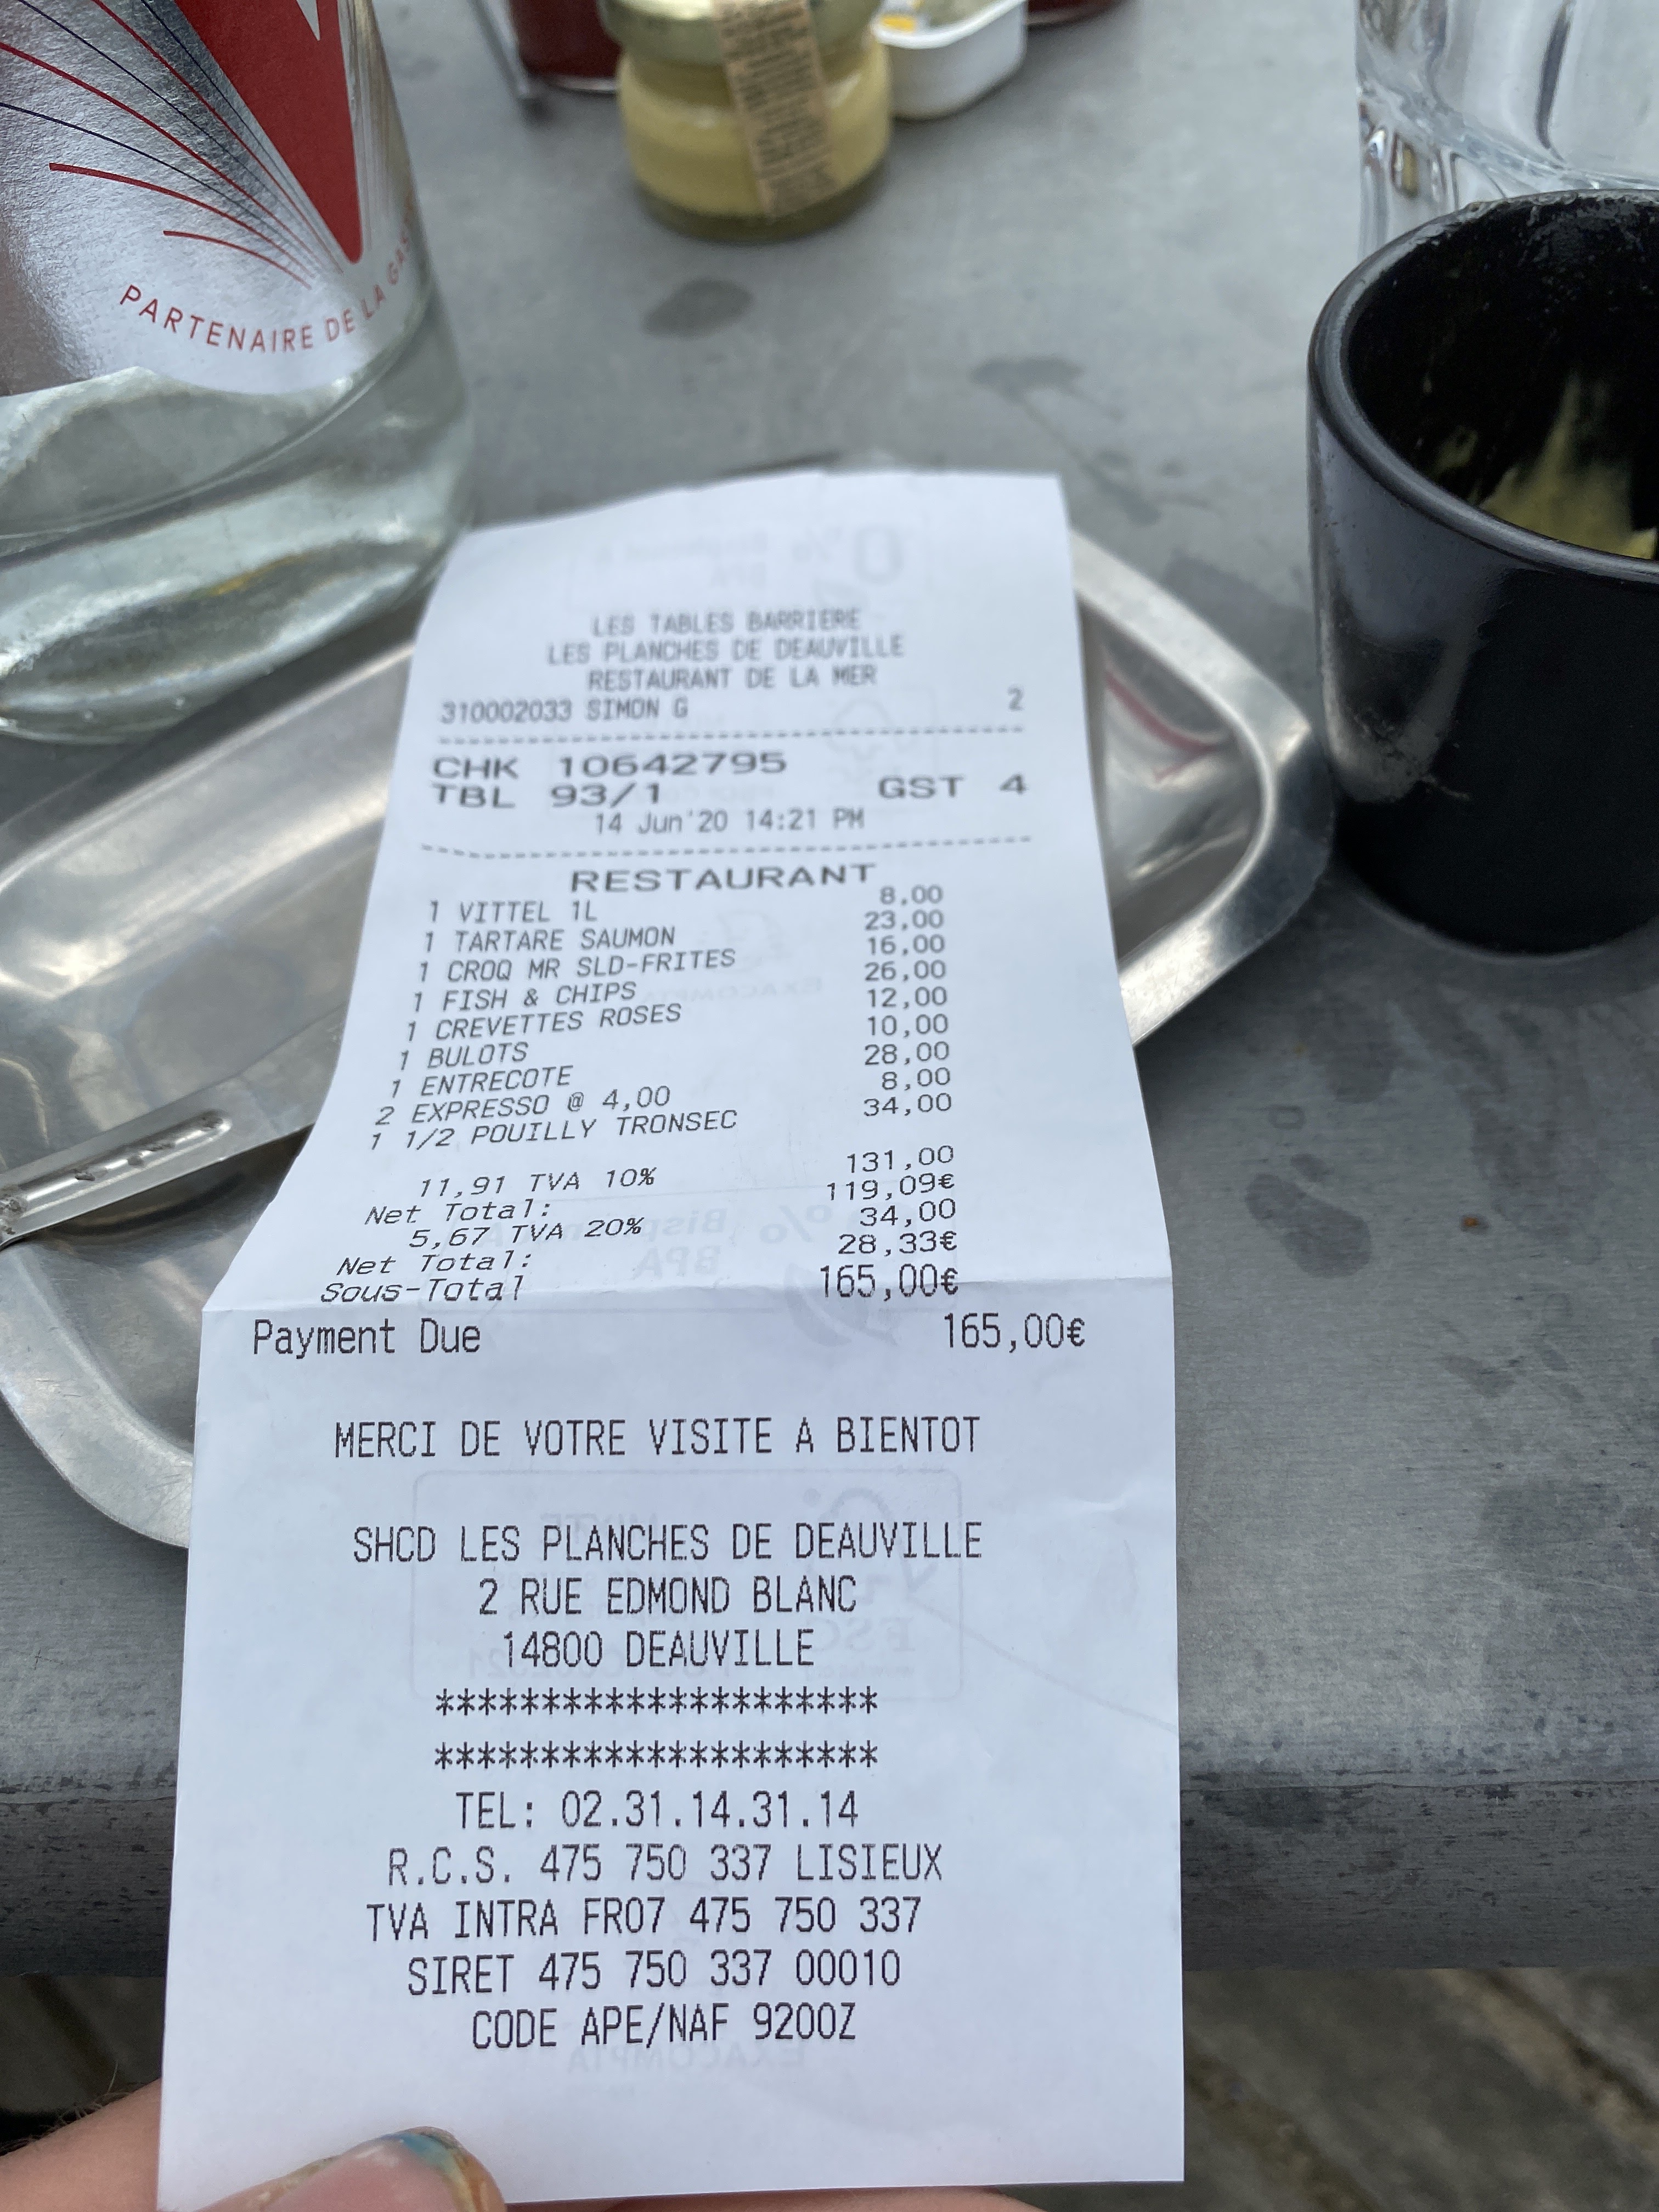 PARTENAIRE DE LA
LES TABLES BARRIERE
LES PLANCHES DE DEAUVILLE
RESTAURANT DE LA MER
310002033 SIMON G 2
CHK 10642795
TBL 93/1 GST 4
14 Jun'20 14:21 PM
RESTAURANT
1 VITTEL 1L 8,00
1 TARTARE SAUMON 23,00
1 CROQ MR SLD-FRITES 16,00
1 FISH & CHIPS 26,00
1 CREVETTES ROSES 12,00
1 BULOTS 10,00
1 ENTRECOTE 28,00
2 EXPRESSO @ 4,00 8,00
1 1/2 POUILLY TRONSEC 34,00
11,91 TVA 10% 131,00
Net Total: 119,09€
5,67 TVA 20% 34,00
Net Total: 28,33€
Sous-Total 165,00€
Payment Due 165,00€
MERCI DE VOTRE VISITE A BIENTOT
SHCD LES PLANCHES DE DEAUVILLE
2 RUE EDMOND BLANC
14800 DEAUVILLE
*********************
*********************
TEL: 02.31.14.31.14
R.C.S. 475 750 337 LISIEUX
TVA INTRA FR07 475 750 337
SIRET 475 750 337 00010
CODE APE/NAF 9200Z